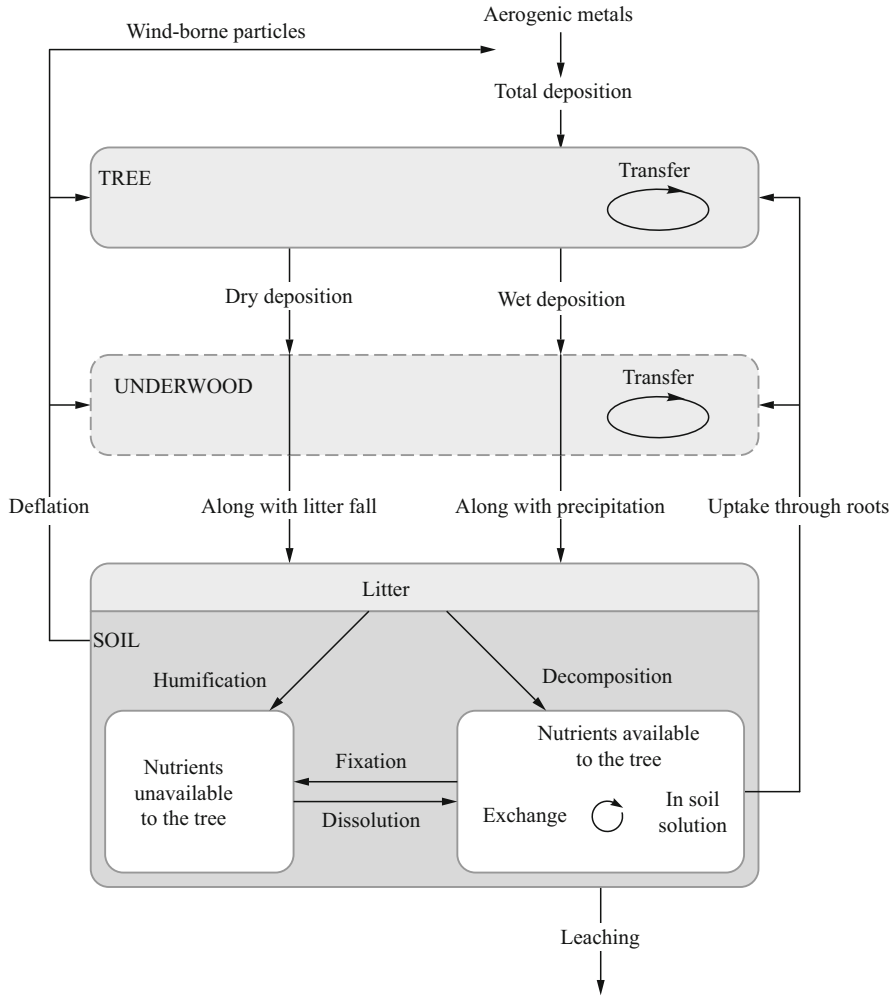 Aerogenic metals
Wind-borne particles
Total deposition
TREE
Transfer
Dry deposition
Wet deposition
UNDERWOOD
Transfer
Deflation
Along with litter fall
Along with precipitation
Uptake through roots
Litter
SOIL
Humification
Decomposition
Nutrients
unavailable
to the tree
Fixation
Dissolution
Nutrients available
to the tree
Exchange
In soil
solution
Leaching